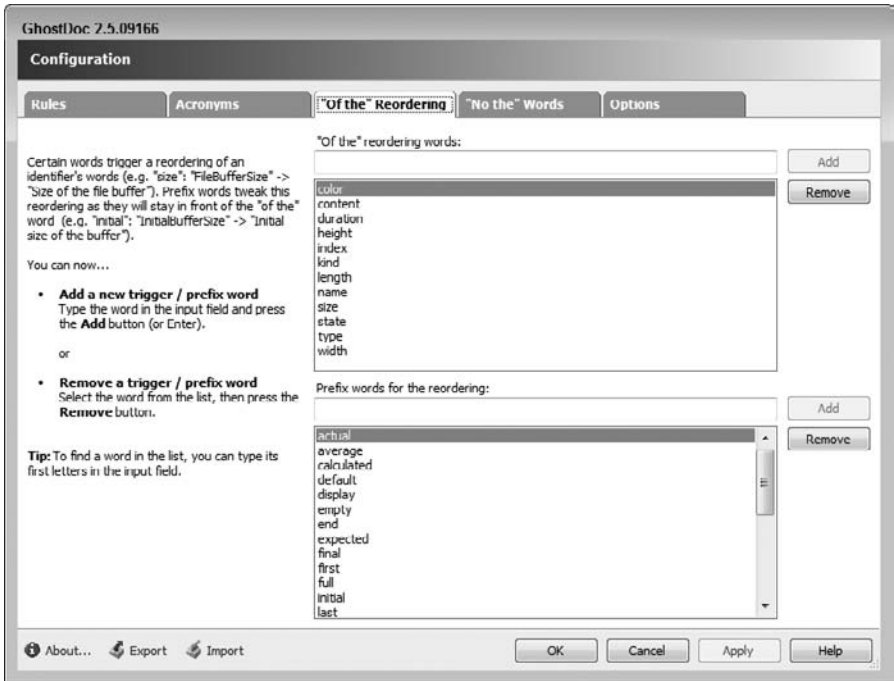 GhostDoc 2.5.09166
Configuration
Rules
Acronyms
"Of the" Reordering
"No the" Words
Options
Certain words trigger a reordering of an
identifier's words (e.g. "size": "FileBufferSize" ->
"Size of the file buffer"). Prefix words tweak this
reordering as they will stay in front of the "of the"
word (e.g. "initial": "InitialBufferSize" -> "Initial
size of the buffer").
You can now...
• Add a new trigger / prefix word
Type the word in the input field and press
the Add button (or Enter).
or
• Remove a trigger / prefix word
Select the word from the list, then press the
Remove button.
Tip: To find a word in the list, you can type its
first letters in the input field.
"Of the" reordering words:
Add
Remove
color
content
duration
height
index
kind
length
name
size
state
type
width
Prefix words for the reordering:
Add
Remove
actual
average
calculated
default
display
empty
end
expected
final
first
full
initial
last
About...
Export
Import
OK
Cancel
Apply
Help